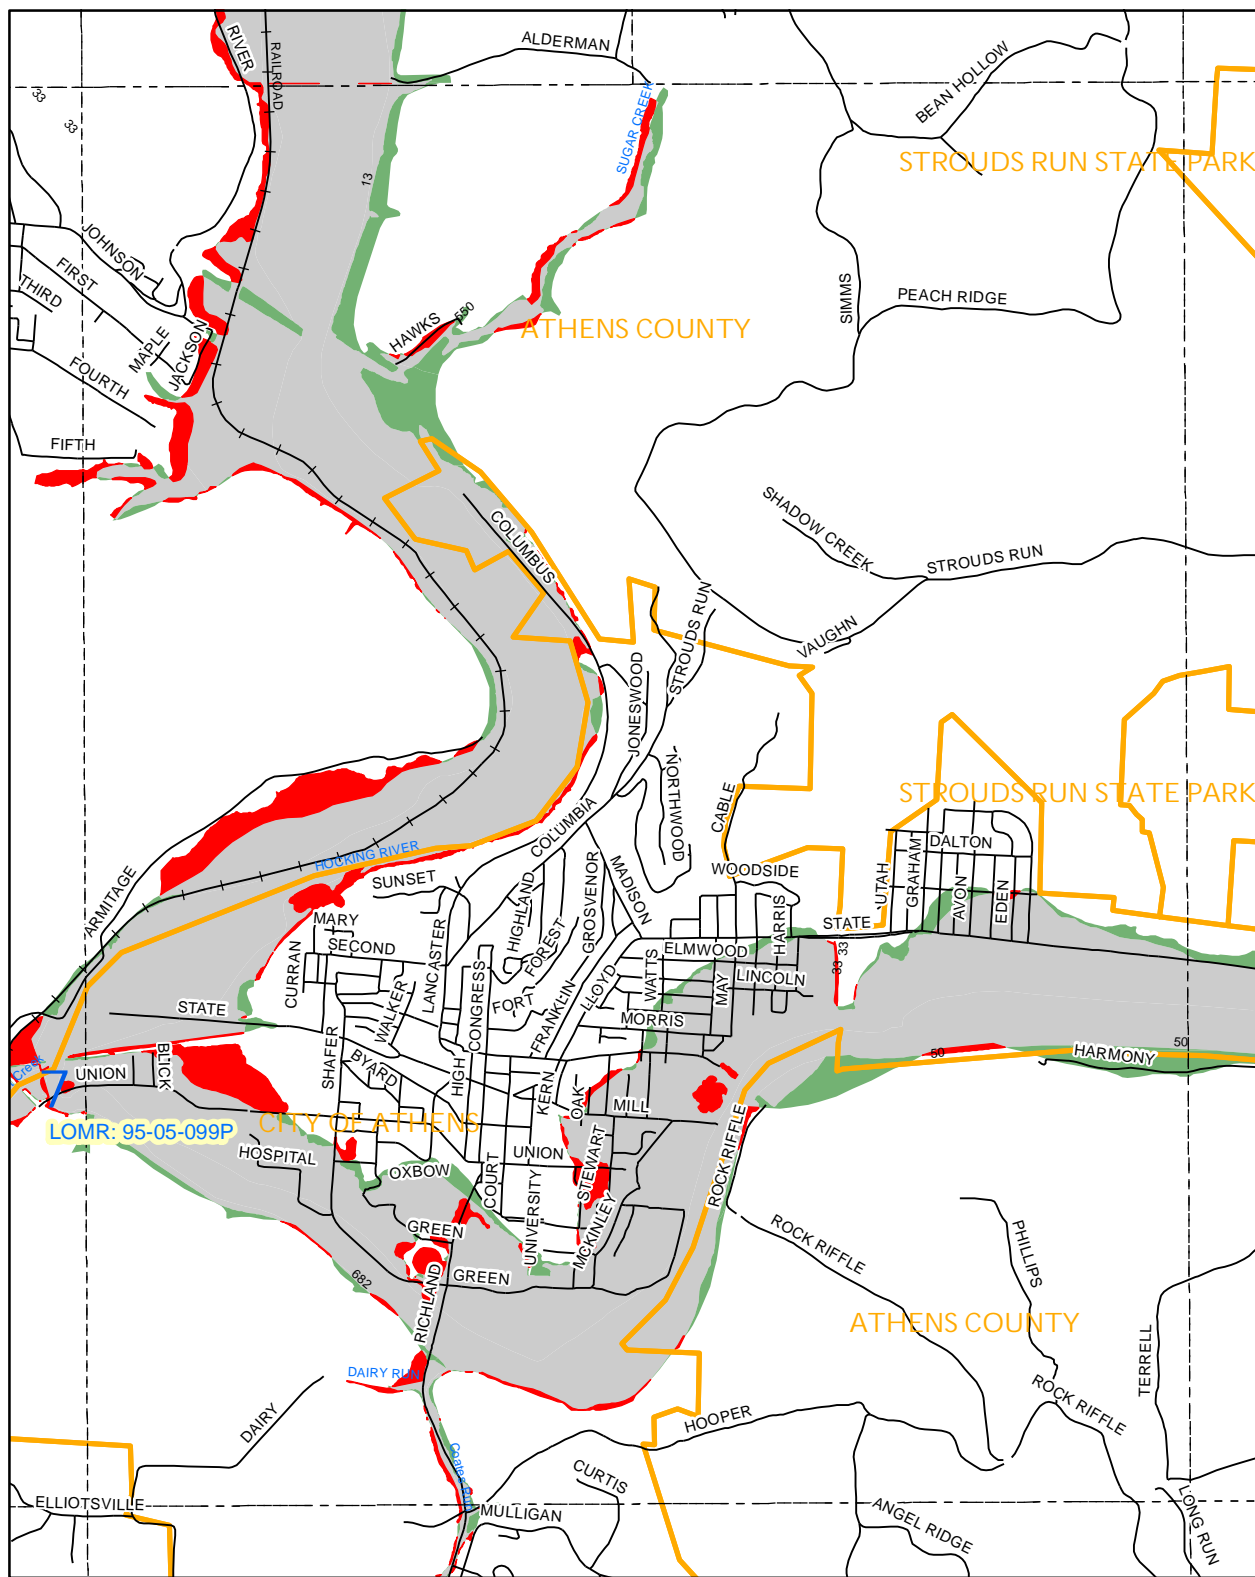 RIVER
RAILROAD
ALDERMAN
BEAN HOLLOW
33
33
SUGAR CREEK
STROUDS RUN STATE PARK
13
JOHNSON
FIRST
THIRD
SIMMS
PEACH RIDGE
HAWKS
550
ATHENS COUNTY
MAPLE
JACKSON
FOURTH
FIFTH
COLUMBUS
SHADOW CREEK
STROUDS RUN
STROUDS RUN
VAUGHN
JONESWOOD
NORTHWOOD
CABLE
STROUDS RUN STATE PARK
COLUMBIA
HOCKING RIVER
ARMITAGE
SUNSET
HIGHLAND
GROSVENOR
MADISON
WOODSIDE
UTAH
GRAHAM
DALTON
AVON
EDEN
HARRIS
STATE
MARY
SECOND
CURRAN
LANCASTER
FOREST
ELMWOOD
33
33
WALKER
CONGRESS
FORT
FRANKLIN
LLOYD
WATTS
MAY
LINCOLN
STATE
MORRIS
SHAFER
BYARD
HIGH
50
50
HARMONY
BLICK
UNION
Creek
KERN
OAK
MILL
LOMR: 95-05-099P
CITY OF ATHENS
HOSPITAL
OXBOW
COURT
UNION
STEWART
ROCK RIFFLE
UNIVERSITY
MCKINLEY
GREEN
GREEN
ROCK RIFFLE
PHILLIPS
682
RICHLAND
ATHENS COUNTY
TERRELL
DAIRY RUN
DAIRY
HOOPER
ROCK RIFFLE
Coates Run
CURTIS
ELLIOTSVILLE
MULLIGAN
ANGEL RIDGE
LONG RUN